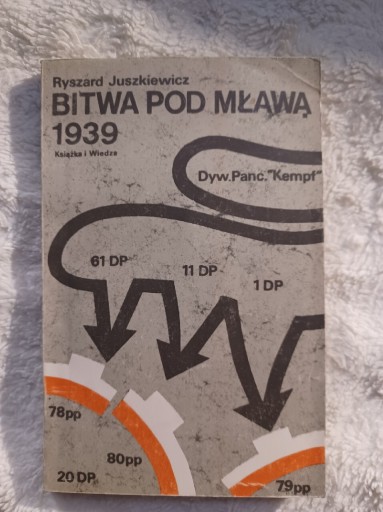 Ryszard Juszkiewicz
BITWA POD MŁAWĄ
1939
Książka i Wiedza
Dyw.Panc."Kempf"
61 DP
11 DP
1 DP
78pp
80pp
20 DP
79pp